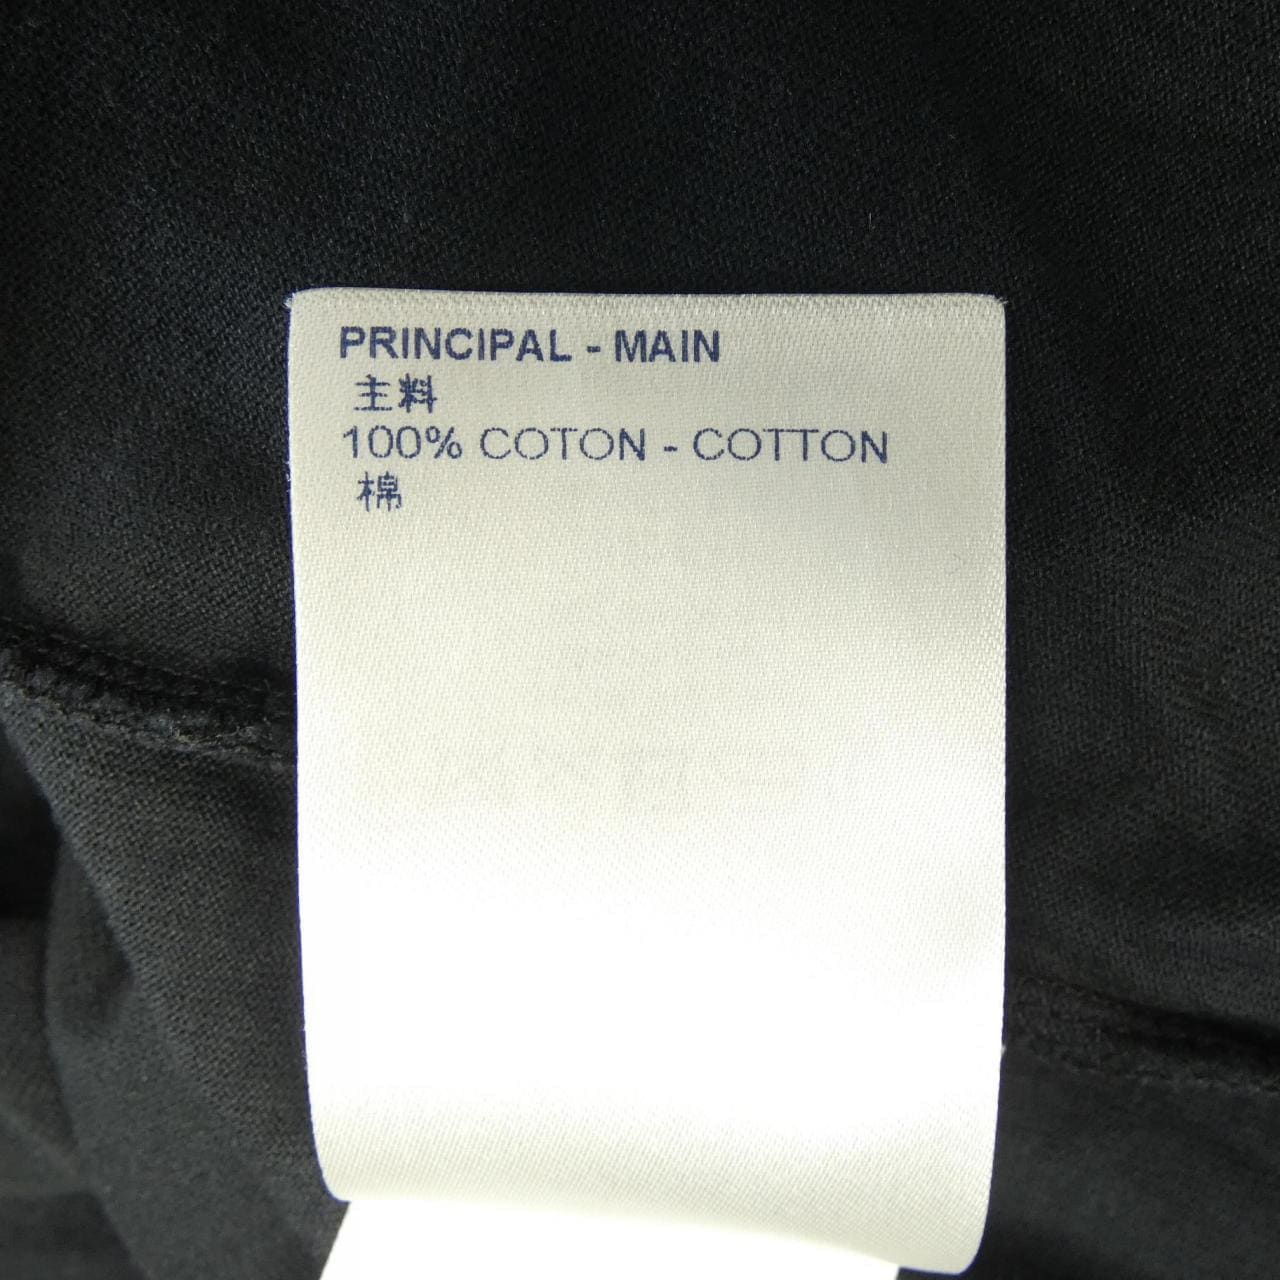 PRINCIPAL - MAIN
主料
100% COTON - COTTON
棉